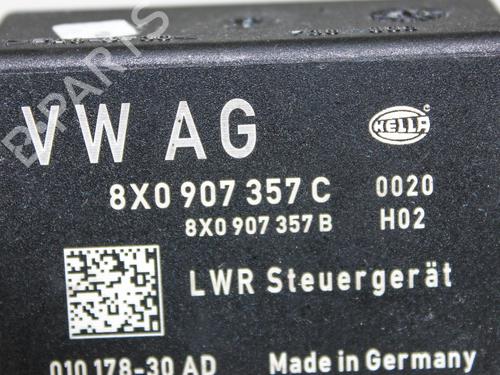 VW AG
HELLA
8X0 907 357 C 0020
8X0 907 357 B H02
LWR Steuergerät
010 178-30 AD Made in Germany
B PARTS